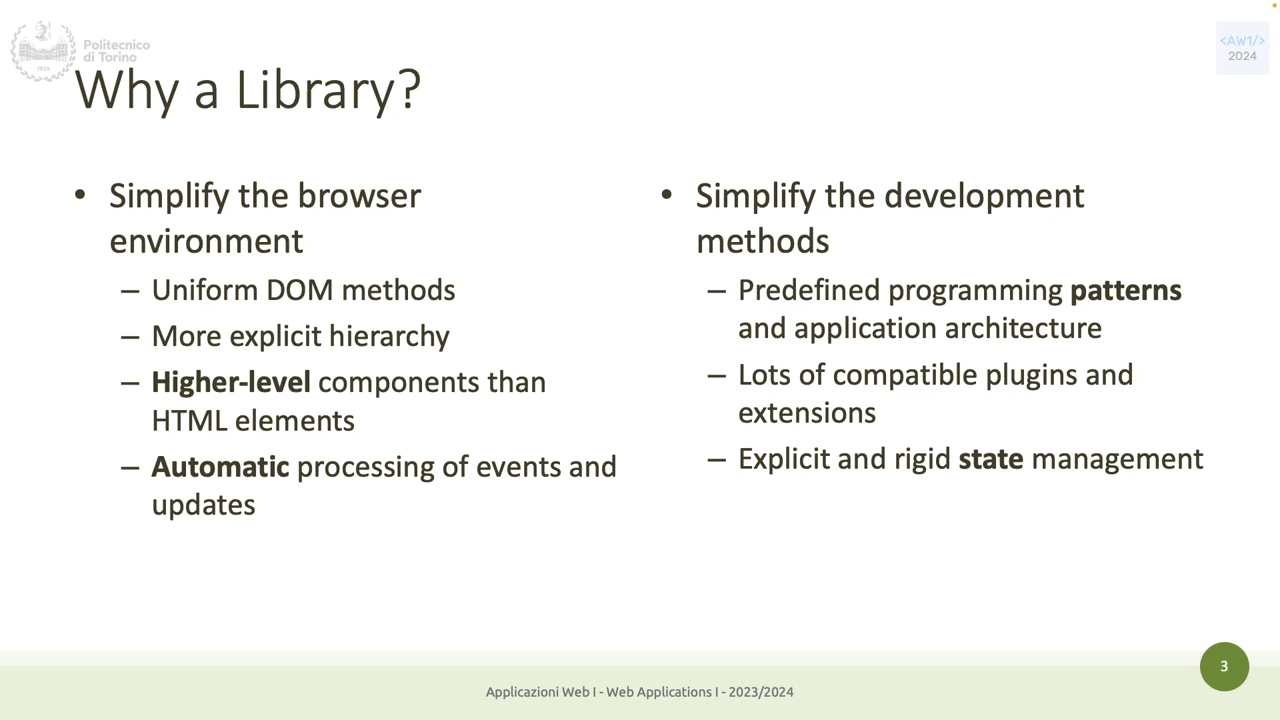 Politecnico
di Torino
1859
<AW1/>
2024
Why a Library?
• Simplify the browser
environment
– Uniform DOM methods
– More explicit hierarchy
– Higher-level components than
HTML elements
– Automatic processing of events and
updates
• Simplify the development
methods
– Predefined programming patterns
and application architecture
– Lots of compatible plugins and
extensions
– Explicit and rigid state management
3
Applicazioni Web I - Web Applications I - 2023/2024